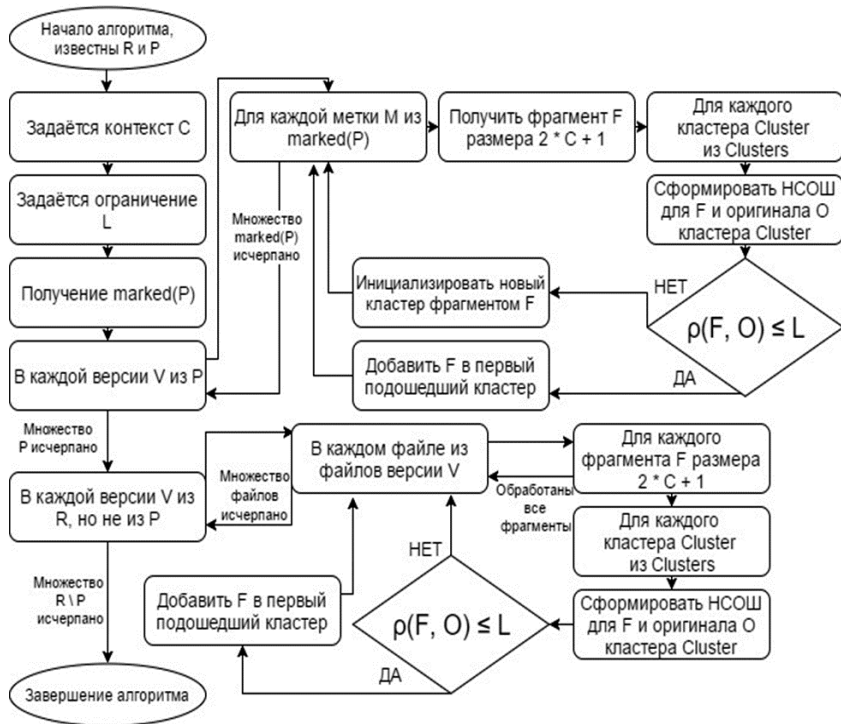 Начало алгоритма,
известны R и P
Задаётся контекст C
Задаётся ограничение
L
Получение marked(P)
В каждой версии V из P
Множество
P исчерпано
В каждой версии V из
R, но не из P
Множество
R \ P
исчерпано
Завершение алгоритма
Для каждой метки M из
marked(P)
Множество
marked(P)
исчерпано
Получить фрагмент F
размера 2 * C + 1
Для каждого
кластера Cluster
из Clusters
Сформировать НСОШ
для F и оригинала O
кластера Cluster
ρ(F, O) ≤ L
НЕТ
Инициализировать новый
кластер фрагментом F
ДА
Добавить F в первый
подошедший кластер
В каждом файле из
файлов версии V
Множество
файлов
исчерпано
Для каждого
фрагмента F размера
2 * C + 1
Обработаны
все
фрагменты
Для каждого
кластера Cluster
из Clusters
Сформировать НСОШ
для F и оригинала O
кластера Cluster
ρ(F, O) ≤ L
НЕТ
ДА
Добавить F в первый
подошедший кластер